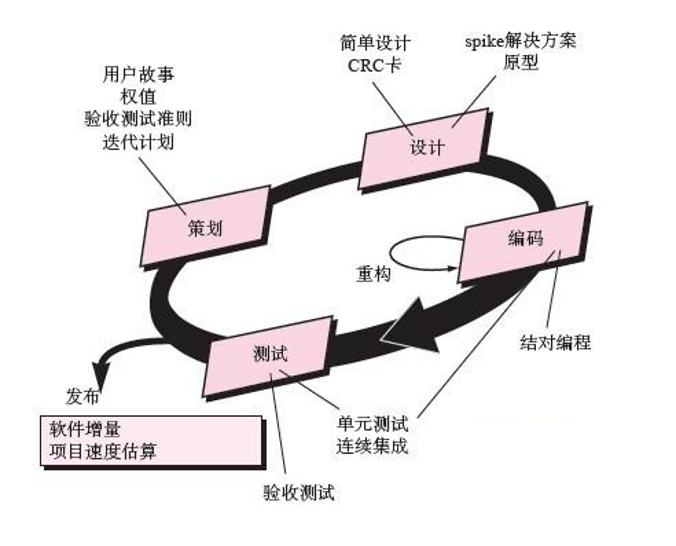 简单设计
CRC卡
spike解决方案
原型
用户故事
权值
验收测试准则
迭代计划
设计
策划
编码
重构
结对编程
测试
发布
软件增量
项目速度估算
单元测试
连续集成
验收测试